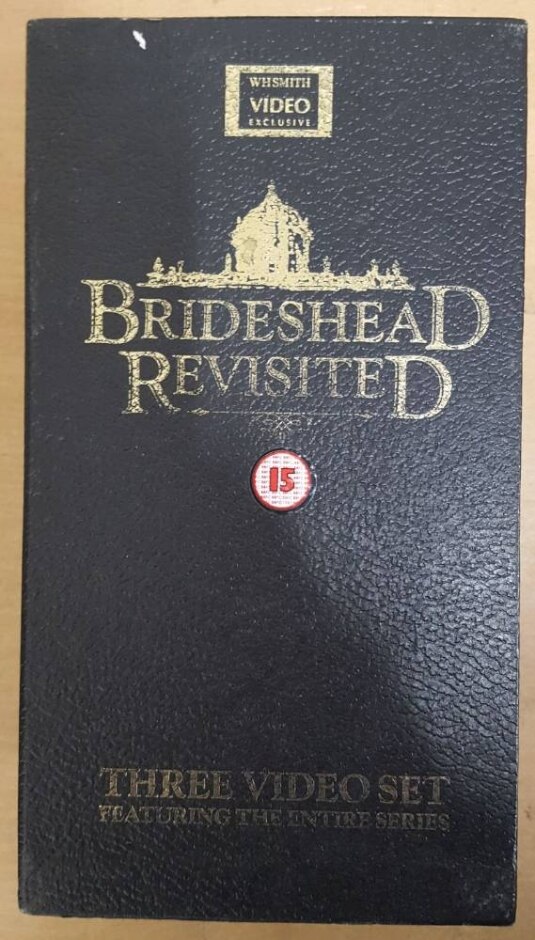 WHSMITH
VIDEO
EXCLUSIVE
BRIDESHEAD
REVISITED
15
THREE VIDEO SET
FEATURING THE ENTIRE SERIES